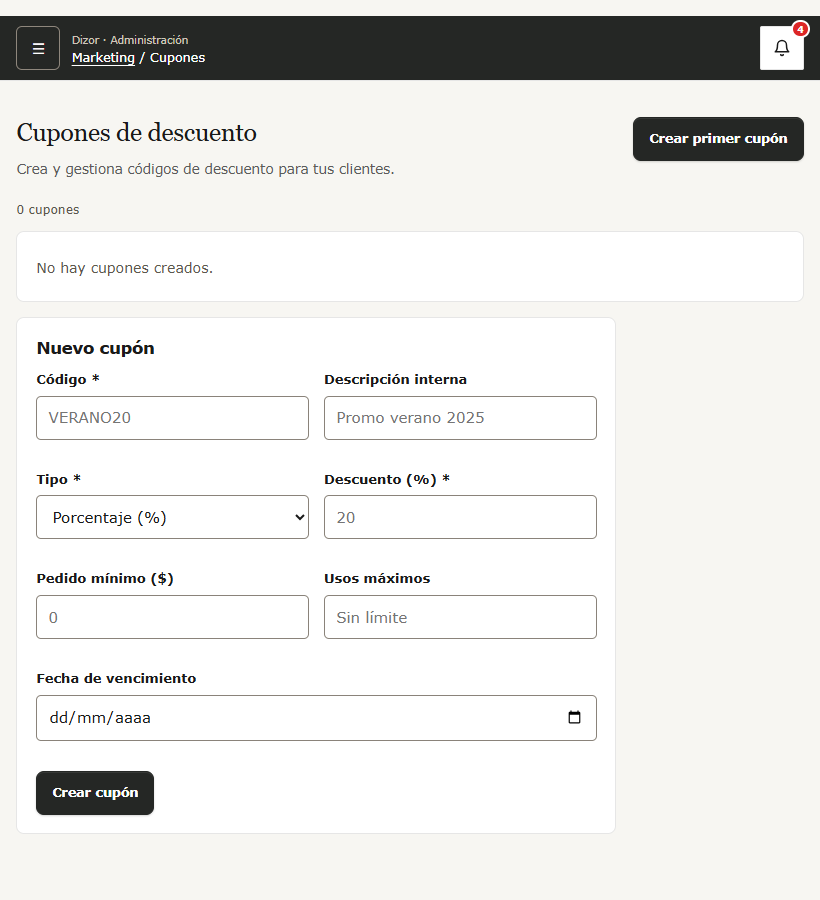 ☰
Dizor · Administración
Marketing / Cupones
4
Cupones de descuento
Crear primer cupón
Crea y gestiona códigos de descuento para tus clientes.
0 cupones
No hay cupones creados.
Nuevo cupón
Código *
Descripción interna
VERANO20
Promo verano 2025
Tipo *
Descuento (%) *
Porcentaje (%)
20
Pedido mínimo ($)
Usos máximos
0
Sin límite
Fecha de vencimiento
dd/mm/aaaa
Crear cupón